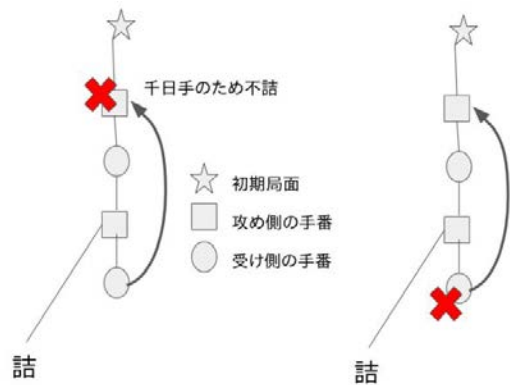 千日手のため不詰
初期局面
攻め側の手番
受け側の手番
詰
詰